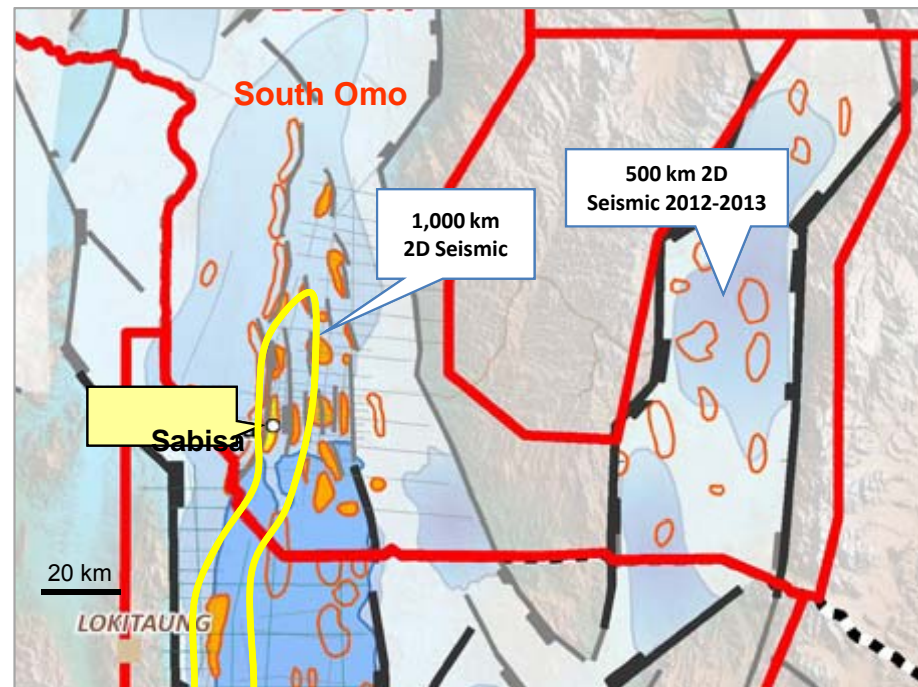 South Omo
500 km 2D
Seismic 2012-2013
1,000 km
2D Seismic
Sabisa
20 km
LOKITAUNG